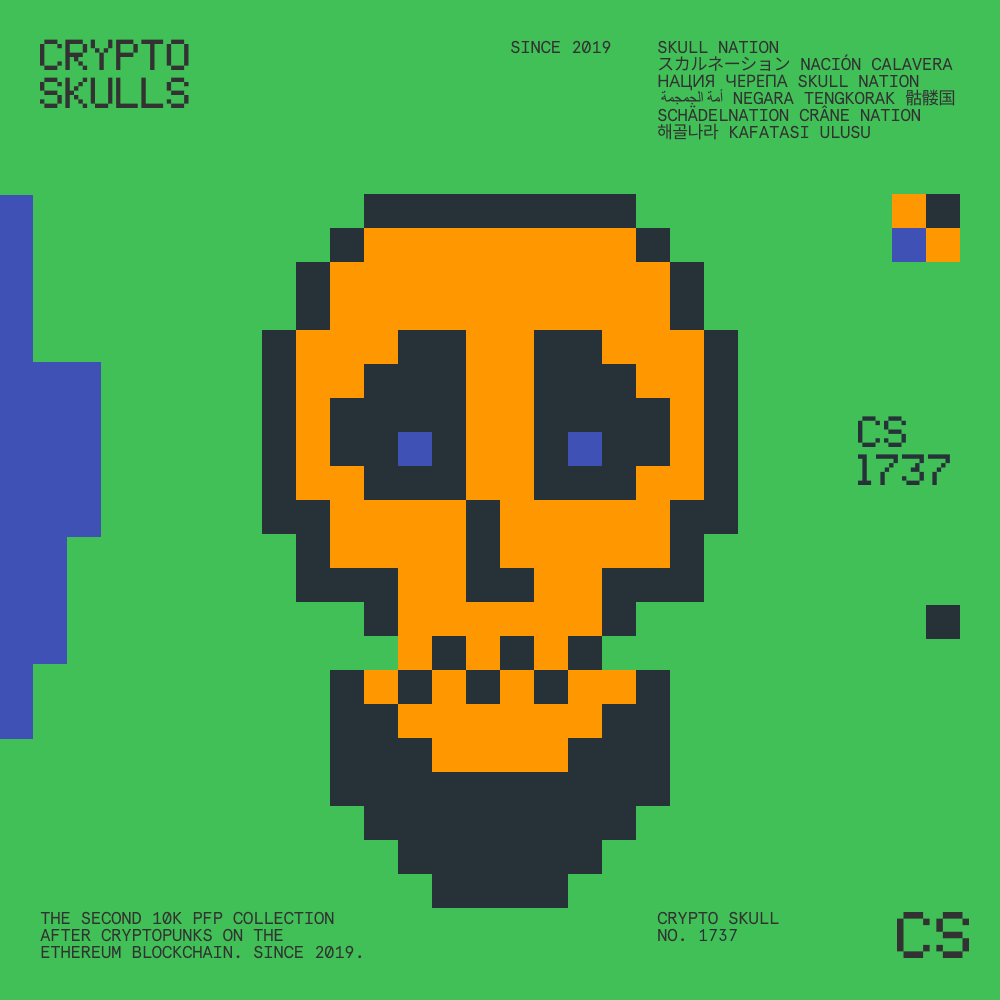 CRYPTO
SKULLS
SINCE 2019
SKULL NATION
スカルネーション NACIÓN CALAVERA
НАЦИЯ ЧЕРЕПА SKULL NATION
أمة الجمجمة NEGARA TENGKORAK 骷髅国
SCHÄDELNATION CRÂNE NATION
해골나라 KAFATASI ULUSU
CS
1737
THE SECOND 10K PFP COLLECTION
AFTER CRYPTOPUNKS ON THE
ETHEREUM BLOCKCHAIN. SINCE 2019.
CRYPTO SKULL
NO. 1737
CS